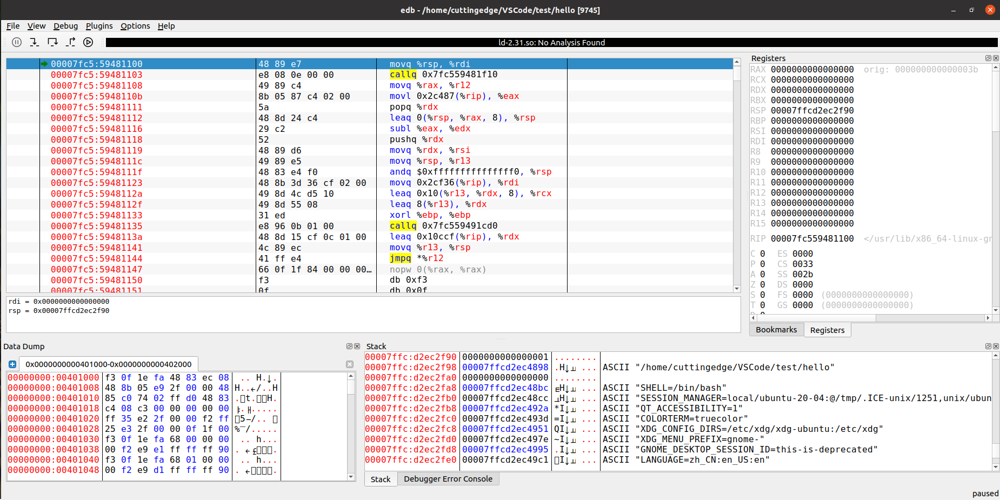 edb - /home/cuttingedge/VSCode/test/hello [9745]
File View Debug Plugins Options Help
ld-2.31.so: No Analysis Found
00007fc5:59481100 48 89 e7 movq %rsp, %rdi
00007fc5:59481103 e8 08 0e 00 00 callq 0x7fc559481f10
00007fc5:59481108 49 89 c4 movq %rax, %r12
00007fc5:5948110b 8b 05 87 c4 02 00 movl 0x2c487(%rip), %eax
00007fc5:59481111 5a popq %rdx
00007fc5:59481112 48 8d 24 c4 leaq 0(%rsp, %rax, 8), %rsp
00007fc5:59481116 29 c2 subl %eax, %edx
00007fc5:59481118 52 pushq %rdx
00007fc5:59481119 48 89 d6 movq %rdx, %rsi
00007fc5:5948111c 49 89 e5 movq %rsp, %r13
00007fc5:5948111f 48 83 e4 f0 andq $0xfffffffffffffff0, %rsp
00007fc5:59481123 48 8b 3d 36 cf 02 00 movq 0x2cf36(%rip), %rdi
00007fc5:5948112a 49 8d 4c d5 10 leaq 0x10(%r13, %rdx, 8), %rcx
00007fc5:5948112f 49 8d 55 08 leaq 8(%r13), %rdx
00007fc5:59481133 31 ed xorl %ebp, %ebp
00007fc5:59481135 e8 96 0b 01 00 callq 0x7fc559491cd0
00007fc5:5948113a 48 8d 15 cf 0c 01 00 leaq 0x10ccf(%rip), %rdx
00007fc5:59481141 4c 89 ec movq %r13, %rsp
00007fc5:59481144 41 ff e4 jmpq *%r12
00007fc5:59481147 66 0f 1f 84 00 00 00… nopw 0(%rax, %rax)
00007fc5:59481150 f3 db 0xf3
00007fc5:59481151 0f db 0x0f
rdi = 0x0000000000000000
rsp = 0x00007ffcd2ec2f90
Registers
RAX 0000000000000000 orig: 000000000000003b
RCX 0000000000000000
RDX 0000000000000000
RBX 0000000000000000
RSP 00007ffcd2ec2f90
RBP 0000000000000000
RSI 0000000000000000
RDI 0000000000000000
R8 0000000000000000
R9 0000000000000000
R10 0000000000000000
R11 0000000000000000
R12 0000000000000000
R13 0000000000000000
R14 0000000000000000
R15 0000000000000000
RIP 00007fc559481100 </usr/lib/x86_64-linux-gr
C 0 ES 0000
P 0 CS 0033
A 0 SS 002b
Z 0 DS 0000
S 0 FS 0000 (0000000000000000)
T 0 GS 0000 (0000000000000000)
Bookmarks Registers
Data Dump
0x0000000000401000-0x0000000000402000
00000000:00401000 f3 0f 1e fa 48 83 ec 08 .. H.↓.
00000000:00401008 48 8b 05 e9 2f 00 00 48 H..←/..H
00000000:00401010 85 c0 74 02 ff d0 48 83
00000000:00401018 c4 08 c3 00 00 00 00 00
00000000:00401020 ff 35 e2 2f 00 00 f2 ff
00000000:00401028 25 e3 2f 00 00 0f 1f 00
00000000:00401030 f3 0f 1e fa 68 00 00 00 .. h...
00000000:00401038 00 f2 e9 e1 ff ff ff 90
00000000:00401040 f3 0f 1e fa 68 01 00 00 .. h...
00000000:00401048 00 f2 e9 d1 ff ff ff 90
Stack
00007ffc:d2ec2f90 0000000000000001 ........
00007ffc:d2ec2f98 00007ffcd2ec4898 ASCII "/home/cuttingedge/VSCode/test/hello"
00007ffc:d2ec2fa0 0000000000000000 ........
00007ffc:d2ec2fa8 00007ffcd2ec48bc ASCII "SHELL=/bin/bash"
00007ffc:d2ec2fb0 00007ffcd2ec48cc ASCII "SESSION_MANAGER=local/ubuntu-20-04:@/tmp/.ICE-unix/1251,unix/ubun
00007ffc:d2ec2fb8 00007ffcd2ec492a ASCII "QT_ACCESSIBILITY=1"
00007ffc:d2ec2fc0 00007ffcd2ec493d ASCII "COLORTERM=truecolor"
00007ffc:d2ec2fc8 00007ffcd2ec4951 ASCII "XDG_CONFIG_DIRS=/etc/xdg/xdg-ubuntu:/etc/xdg"
00007ffc:d2ec2fd0 00007ffcd2ec497e ASCII "XDG_MENU_PREFIX=gnome-"
00007ffc:d2ec2fd8 00007ffcd2ec4995 ASCII "GNOME_DESKTOP_SESSION_ID=this-is-deprecated"
00007ffc:d2ec2fe0 00007ffcd2ec49c1 ASCII "LANGUAGE=zh_CN:en_US:en"
Stack Debugger Error Console
paused